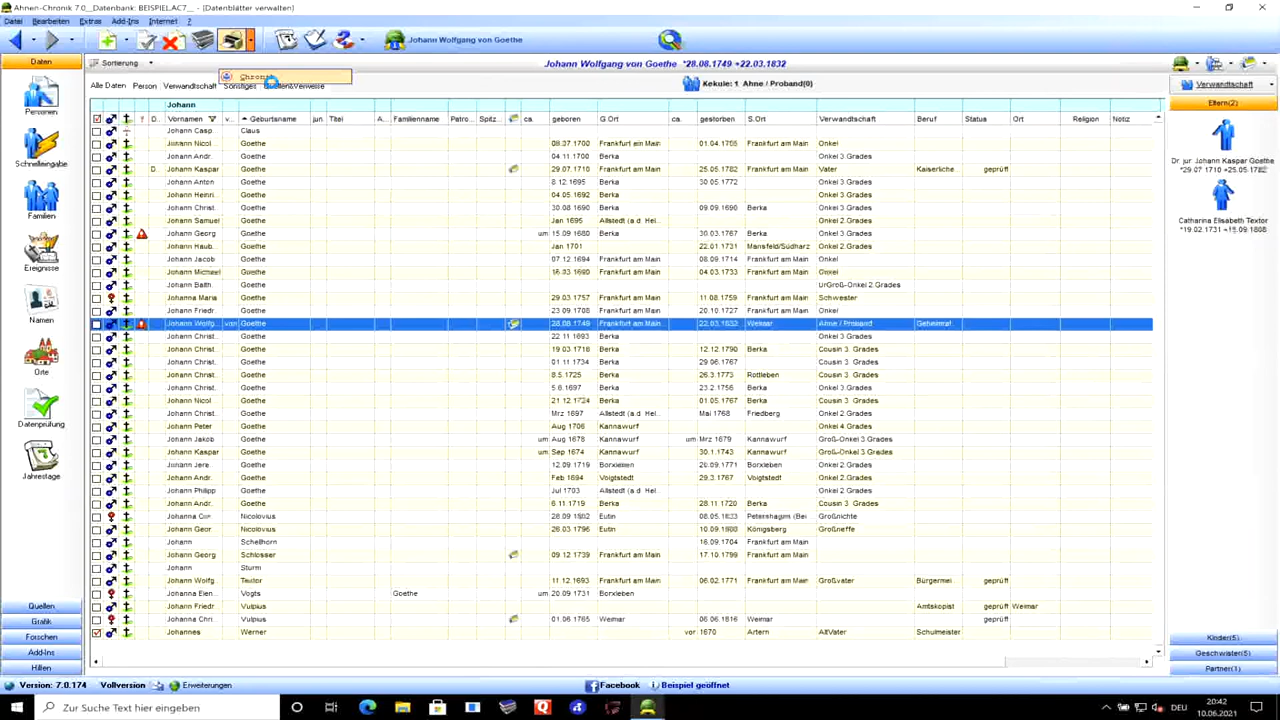 Ahnen-Chronik 7.0__Datenbank: BEISPIEL.AC7__ - [Datenblätter verwalten]
Datei Bearbeiten Extras Add-Ins Internet ?
Johann Wolfgang von Goethe
Daten Sortierung Johann Wolfgang von Goethe *28.08.1749 +22.03.1832
Chronik
Alle Daten Person Verwandtschaft Sonstiges Kekule: 1 Ahne / Proband(0) Verwandtschaft
Johann Eltern(2)
Vornamen v... Geburtsname jun. Titel A... Familienname Patro... Spitz... ca. geboren G.Ort ca. gestorben S.Ort Verwandtschaft Beruf Status Ort Religion Notiz
Johann Casp Claus
Johann Nicol Goethe 08.37 1700 Frankfurt am Main 01.04.1755 Frankfurt am Main Onkel
Johann Andr. Goethe 04.11.1700 Berka Onkel 3.Grades
Johann Kaspar Goethe 29.07.1710 Frankfurt am Main 25.05.1782 Frankfurt am Main Vater Kaiserliche... geprüft
Johann Anton Goethe 8.12.1695 Berka 30.05.1772 Onkel 3.Grades
Johann Heinri... Goethe 04.05.1692 Berka Onkel 3.Grades
Johann Christ... Goethe 30.08.1690 Berka 09.09.1690 Berka Onkel 3.Grades
Johann Samuel Goethe Jan 1695 Allstedt (a.d. Hel... Onkel 2.Grades
Johann Georg Goethe um 15.09.1680 Berka 30.03.1767 Berka Onkel 3.Grades
Johann Haub... Goethe Jan 1701 22.01.1731 Mansfeld/Südharz Onkel 2.Grades
Johann Jacob Goethe 07.12.1694 Frankfurt am Main 08.09.1714 Frankfurt am Main Onkel
Johann Michael Goethe Frankfurt am Main 04.03.1733 Frankfurt am Main Onkel
Johann Balth. Goethe UrGroß-Onkel 2.Grades
Johanna Maria Goethe 29.03.1757 Frankfurt am Main 11.08.1759 Frankfurt am Main Schwester
Johann Friedr. Goethe 23.09.1708 Frankfurt am Main 20.10.1727 Frankfurt am Main Onkel
Johann Wolfg... von Goethe 28.08.1749 Frankfurt am Main 22.03.1832 Weimar Ahne / Proband Geheimrat
Johann Christ... Goethe 22.11.1693 Berka Onkel 3.Grades
Johann Christ... Goethe 19.03.1718 Berka 12.12.1790 Berka Cousin 3. Grades
Johann Christ... Goethe 01.11.1734 Berka 29.06.1767 Cousin 3. Grades
Johann Christ... Goethe 8.5.1725 Berka 26.3.1773 Rottleben Cousin 3. Grades
Johann Christ... Goethe 5.8.1697 Berka 23.2.1756 Berka Cousin 3. Grades
Johann Nicol Goethe 21.12.1724 Berka 01.05.1767 Berka Cousin 3. Grades
Johann Christ... Goethe Mrz 1697 Allstedt (a.d. Hel... Mai 1768 Friedberg Onkel 2.Grades
Johann Peter Goethe Aug 1706 Kannawurf Onkel 4.Grades
Johann Jakob Goethe um Aug 1678 Kannawurf um Mrz 1679 Kannawurf Groß-Onkel 3.Grades
Johann Kaspar Goethe um Sep 1674 Kannawurf 30.1.1743 Kannawurf Groß-Onkel 3.Grades
Johann Jere... Goethe 12.09.1719 Borxleben 20.09.1771 Borxleben Onkel 2.Grades
Johann Andr. Goethe Feb 1694 Voigtstedt 29.3.1767 Voigtstedt Onkel 2.Grades
Johann Philipp Goethe Jul 1703 Allstedt (a.d. Hel... Onkel 2.Grades
Johann Andr. Goethe 6.11.1719 Berka 28.11.1720 Berka Onkel 3.Grades
Johanna Nicolovius Eutin Großnichte
Johann Geor Nicolovius 26.03.1796 Eutin Königsberg Großneffe
Johann Schellhorn 16.09.1704 Frankfurt am Main
Johann Georg Schlosser 09.12.1739 Frankfurt am Main 17.10.1799 Frankfurt am Main
Johann Sturm
Johann Wolfg Textor 11.12.1693 Frankfurt am Main 06.02.1771 Frankfurt am Main Großvater Bürgermei... geprüft
Johanna Elen... Vogts Goethe um 20.09.1731 Borxleben
Johann Friedr Vulpius Amtskopist geprüft Weimar
Johanna Chri... Vulpius 01.06.1765 Weimar 06.06.1816 Weimar geprüft
Johannes Werner vor 1670 Artern AltVater Schulmeister
Personen
Schnelleingabe
Familien
Ereignisse
Namen
Orte
Datenprüfung
Jahrestage
Quellen
Grafik
Forschen
Add-Ins
Hilfen
Dr. jur. Johann Kaspar Goethe
*29.07.1710 +25.05.1782
Catharina Elisabeth Textor
*19.02.1731 +15.09.1808
Kinder(5)
Geschwister(5)
Partner(1)
Version: 7.0.174 Vollversion Erweiterungen Facebook Beispiel geöffnet
Zur Suche Text hier eingeben DEU 20:42
10.06.2021